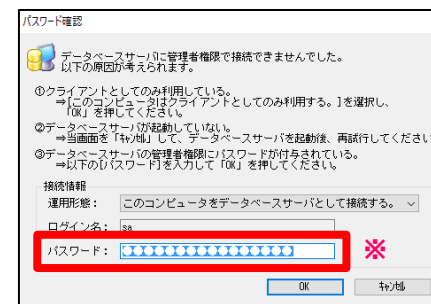 パスワード確認
データベースサーバに管理者権限で接続できませんでした。
以下の原因が考えられます。
①クライアントとしてのみ利用している。
⇒[このコンピュータはクライアントとしてのみ利用する。]を選択し、
「OK」を押してください。
②データベースサーバが起動していない。
⇒当画面を「キャンセル」して、データベースサーバを起動後、再試行してください
③データベースサーバの管理者権限にパスワードが付与されている。
⇒以下の[パスワード]を入力して「OK」を押してください。
接続情報
運用形態： このコンピュータをデータベースサーバとして接続する。
ログイン名： sa
パスワード： ※
OK キャンセル